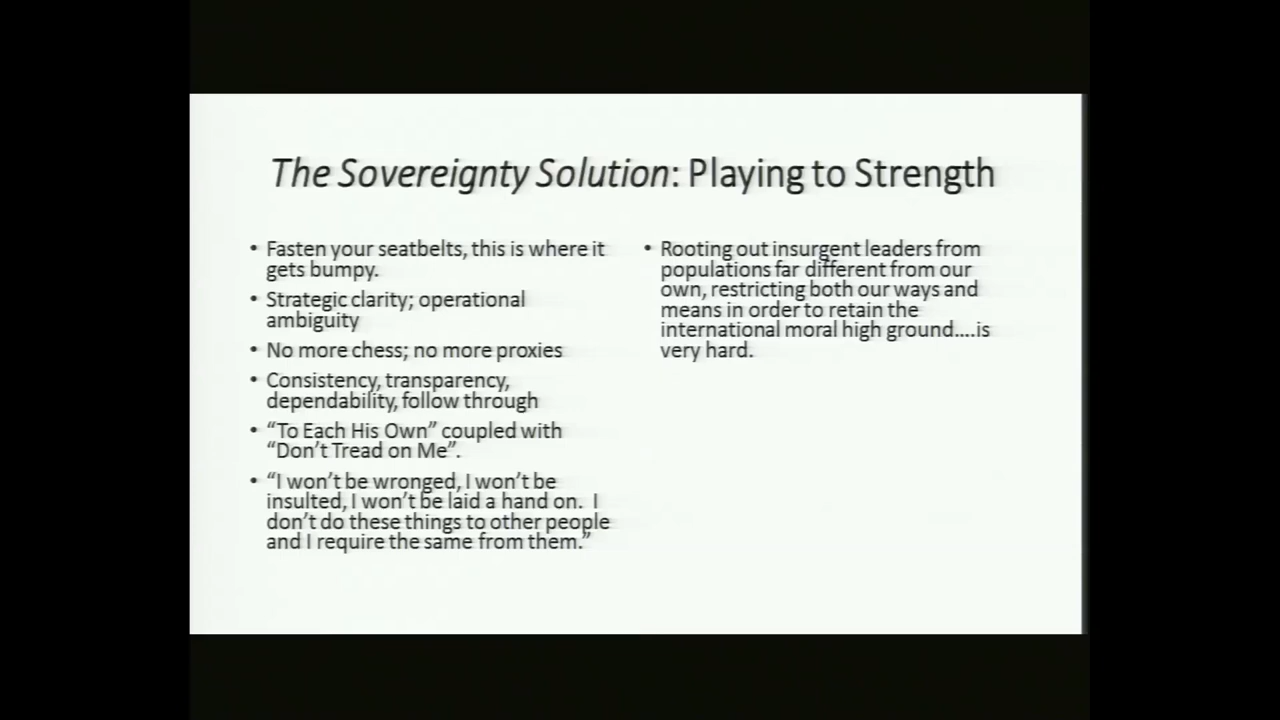 The Sovereignty Solution: Playing to Strength
• Fasten your seatbelts, this is where it
gets bumpy.
• Strategic clarity; operational
ambiguity
• No more chess; no more proxies
• Consistency, transparency,
dependability, follow through
• “To Each His Own” coupled with
“Don’t Tread on Me”.
• “I won’t be wronged, I won’t be
insulted, I won’t be laid a hand on.  I
don’t do these things to other people
and I require the same from them.”
• Rooting out insurgent leaders from
populations far different from our
own, restricting both our ways and
means in order to retain the
international moral high ground....is
very hard.